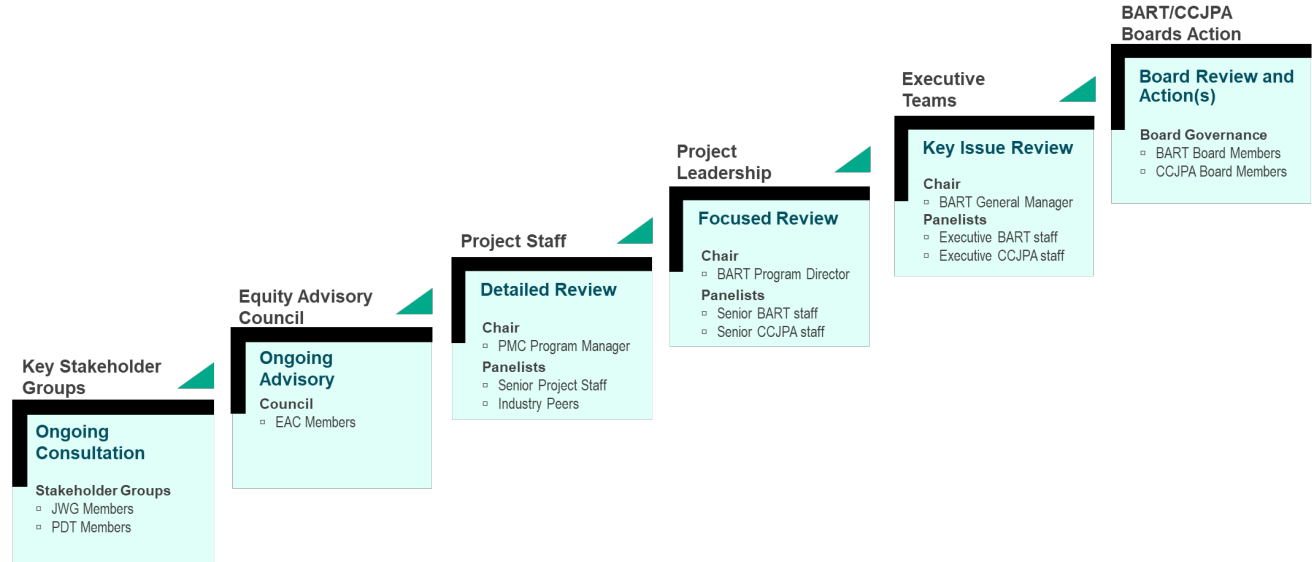 Key Stakeholder
Groups
Ongoing
Consultation
Stakeholder Groups
▫ JWG Members
▫ PDT Members
Equity Advisory
Council
Ongoing
Advisory
Council
▫ EAC Members
Project Staff
Detailed Review
Chair
▫ PMC Program Manager
Panelists
▫ Senior Project Staff
▫ Industry Peers
Project
Leadership
Focused Review
Chair
▫ BART Program Director
Panelists
▫ Senior BART staff
▫ Senior CCJPA staff
Executive
Teams
Key Issue Review
Chair
▫ BART General Manager
Panelists
▫ Executive BART staff
▫ Executive CCJPA staff
BART/CCJPA
Boards Action
Board Review and
Action(s)
Board Governance
▫ BART Board Members
▫ CCJPA Board Members